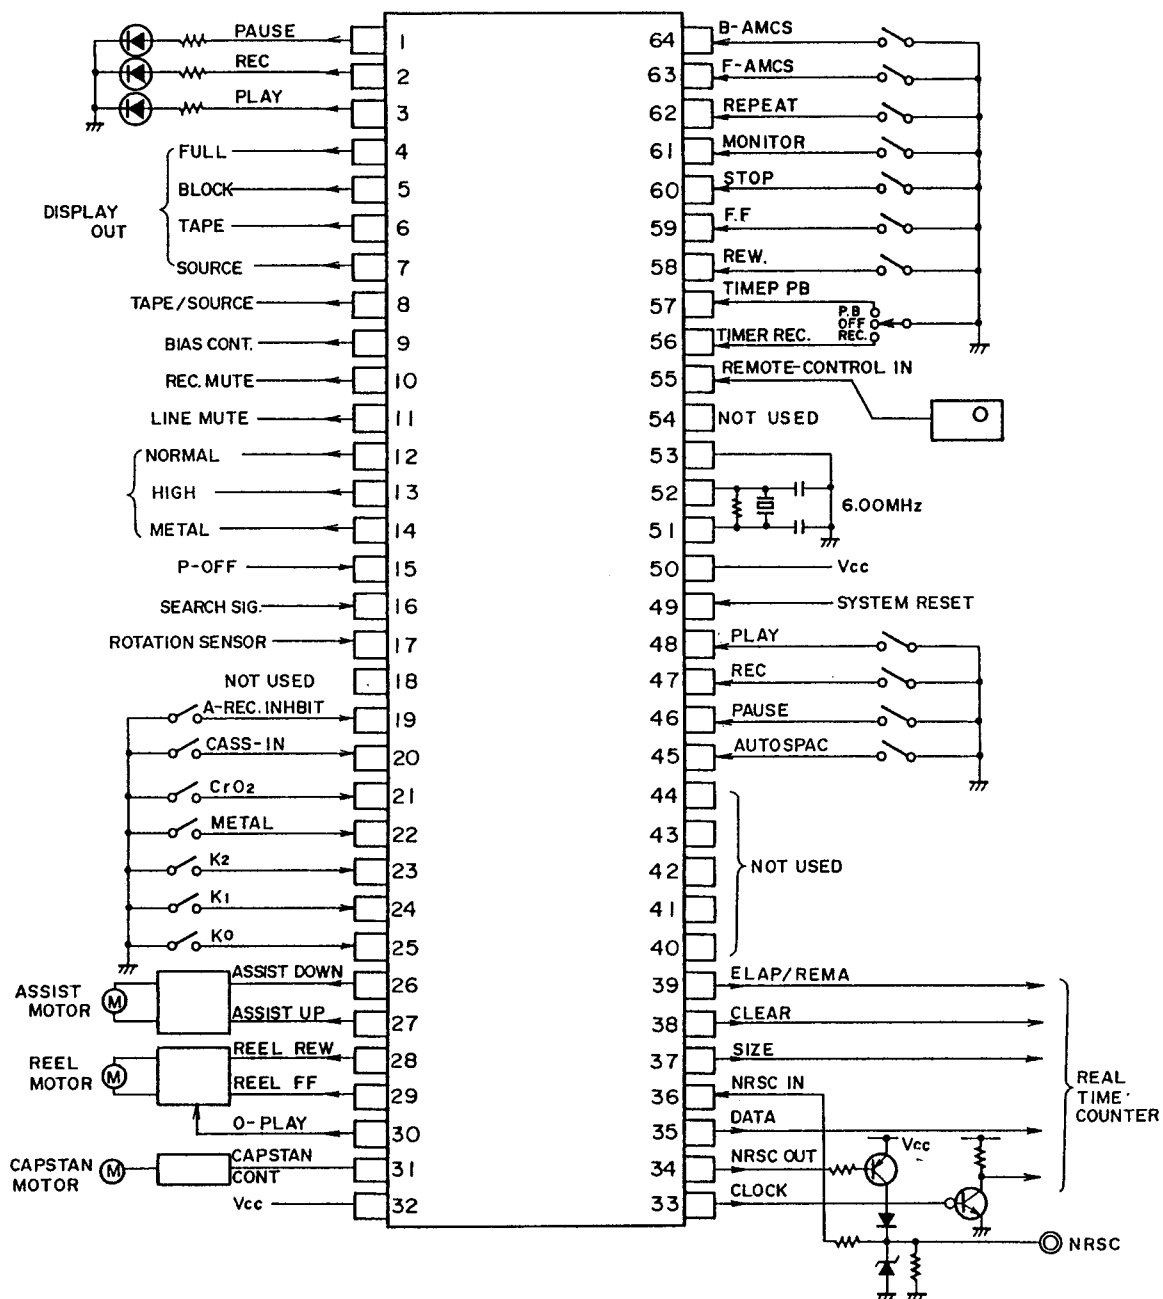 PAUSE 1
REC 2
PLAY 3
FULL 4
BLOCK 5
DISPLAY
OUT
TAPE 6
SOURCE 7
TAPE/SOURCE 8
BIAS CONT. 9
REC. MUTE 10
LINE MUTE 11
NORMAL 12
HIGH 13
METAL 14
P-OFF 15
SEARCH SIG. 16
ROTATION SENSOR 17
NOT USED 18
A-REC. INHBIT 19
CASS-IN 20
CrO2 21
METAL 22
K2 23
K1 24
K0 25
ASSIST DOWN 26
ASSIST
MOTOR
M
ASSIST UP 27
REEL REW 28
REEL
MOTOR
M
REEL FF 29
O-PLAY 30
CAPSTAN
MOTOR
M
CAPSTAN
CONT
31
Vcc 32
64 B-AMCS
63 F-AMCS
62 REPEAT
61 MONITOR
60 STOP
59 F.F
58 REW.
57 TIMEP PB
P.B
OFF
REC.
56 TIMER REC.
55 REMOTE-CONTROL IN
54 NOT USED
53
52
6.00MHz
51
50 Vcc
49 SYSTEM RESET
48 PLAY
47 REC
46 PAUSE
45 AUTOSPAC
44
43
42 NOT USED
41
40
39 ELAP/REMA
38 CLEAR
37 SIZE
36 NRSC IN
REAL
TIME
COUNTER
35 DATA
Vcc
34 NRSC OUT
33 CLOCK
NRSC